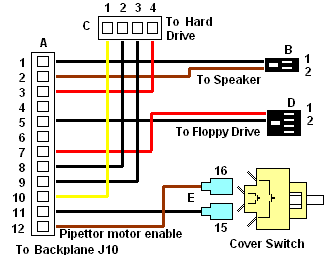 1 2 3 4
C
To Hard
Drive
A
B
1
2
1
2
3
4
5
6
7
8
9
10
11
12
To Speaker
D
1
2
To Floppy Drive
16
E
15
Pipettor motor enable
To Backplane J10
Cover Switch